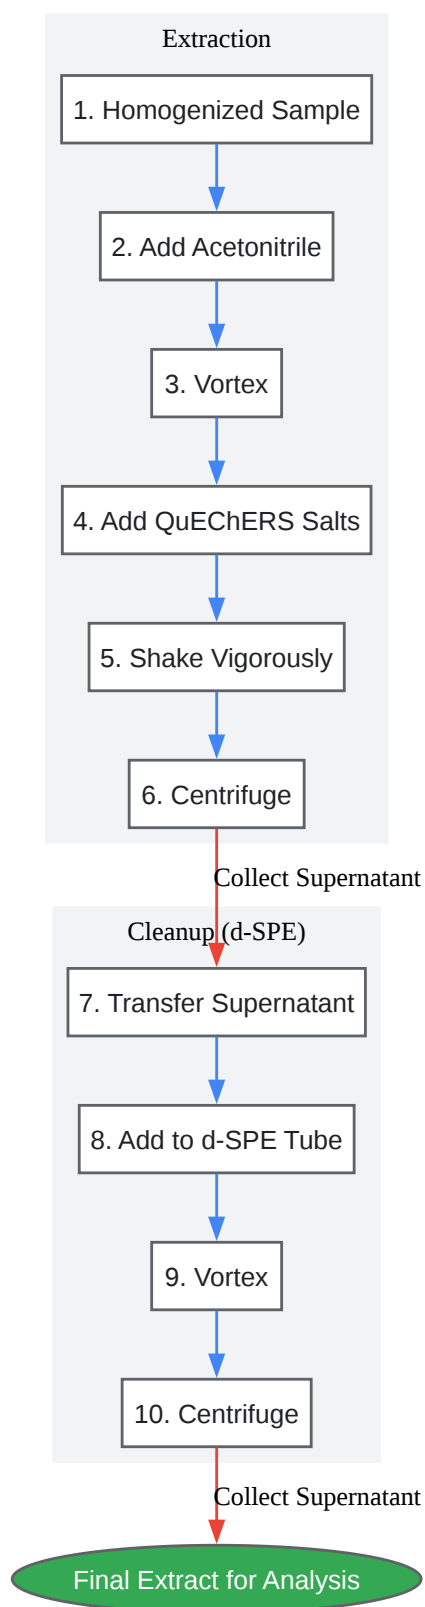 Extraction
1. Homogenized Sample
2. Add Acetonitrile
3. Vortex
4. Add QuEChERS Salts
5. Shake Vigorously
6. Centrifuge
Collect Supernatant
Cleanup (d-SPE)
7. Transfer Supernatant
8. Add to d-SPE Tube
9. Vortex
10. Centrifuge
Collect Supernatant
Final Extract for Analysis